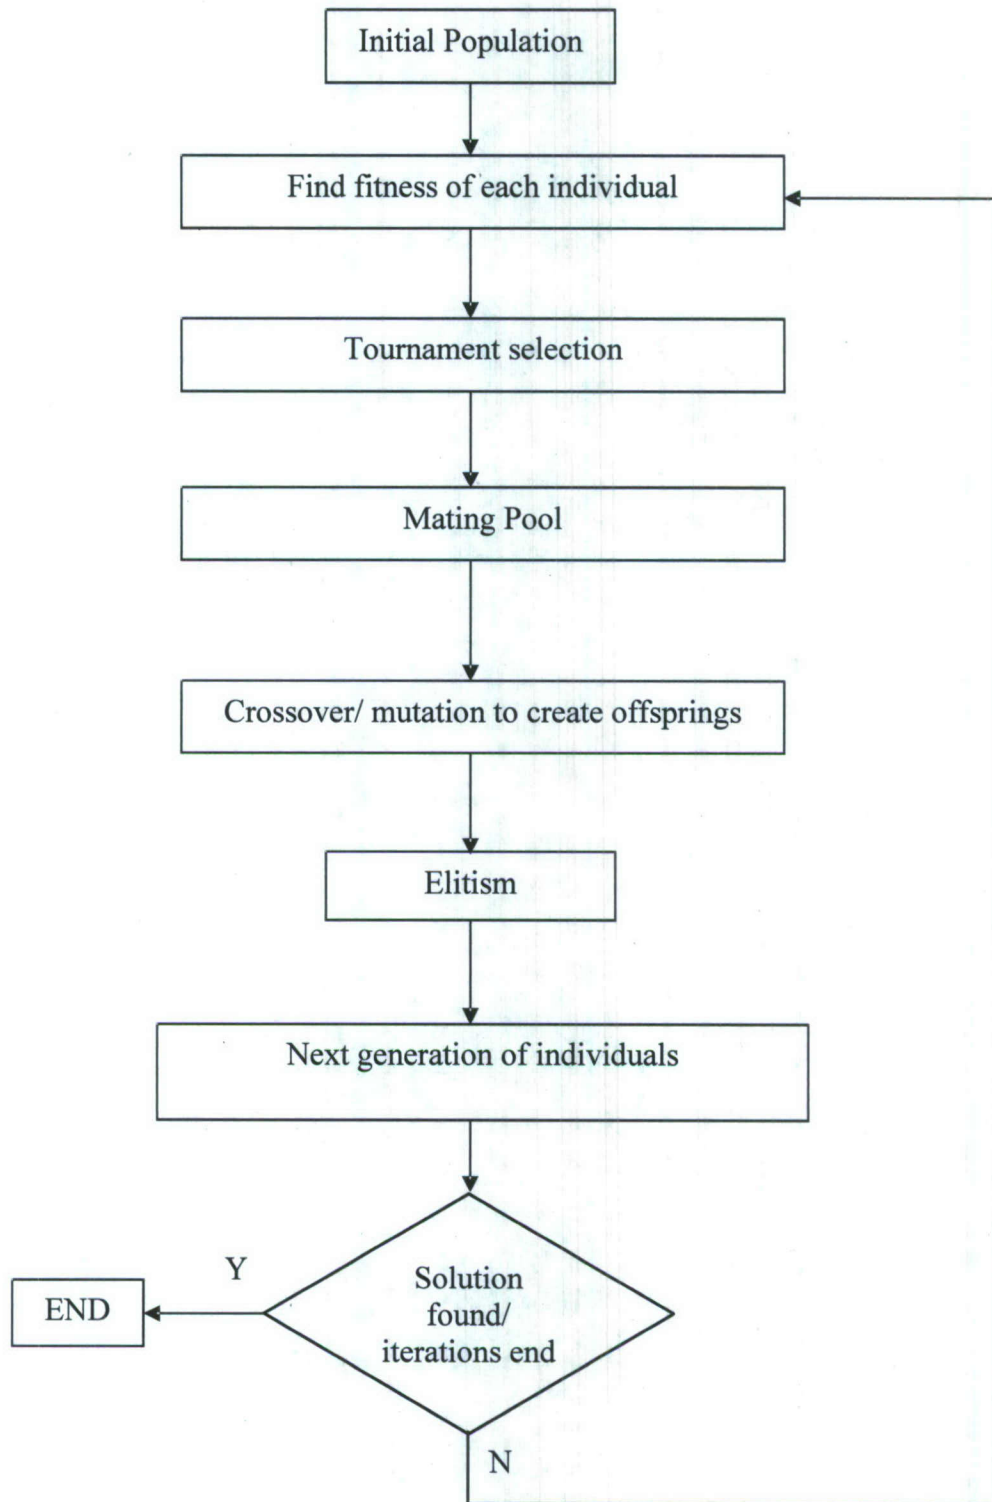 Initial Population
Find fitness of each individual
Tournament selection
Mating Pool
Crossover/ mutation to create offsprings
Elitism
Next generation of individuals
Y
Solution
found/
iterations end
END
N